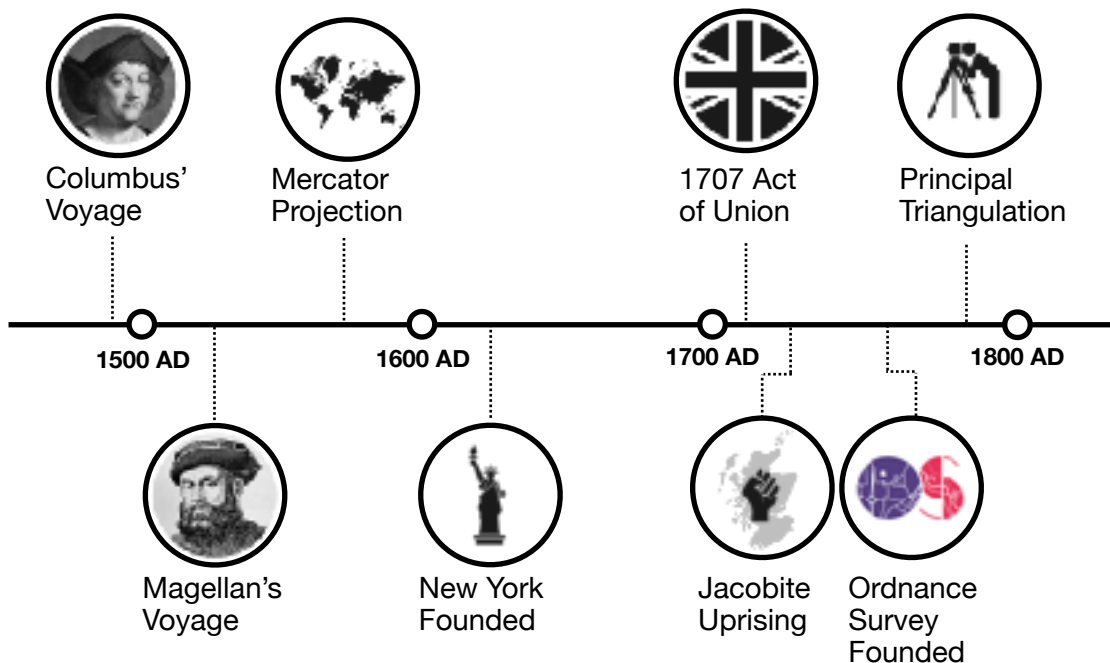 Columbus’
Voyage
Mercator
Projection
1707 Act
of Union
Principal
Triangulation
1500 AD
1600 AD
1700 AD
1800 AD
Magellan’s
Voyage
New York
Founded
Jacobite
Uprising
Ordnance
Survey
Founded